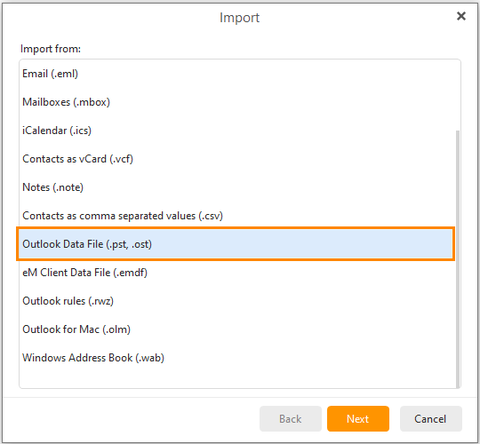 Import
Import from:
Email (.eml)
Mailboxes (.mbox)
iCalendar (.ics)
Contacts as vCard (.vcf)
Notes (.note)
Contacts as comma separated values (.csv)
Outlook Data File (.pst, .ost)
eM Client Data File (.emdf)
Outlook rules (.rwz)
Outlook for Mac (.olm)
Windows Address Book (.wab)
Back Next Cancel